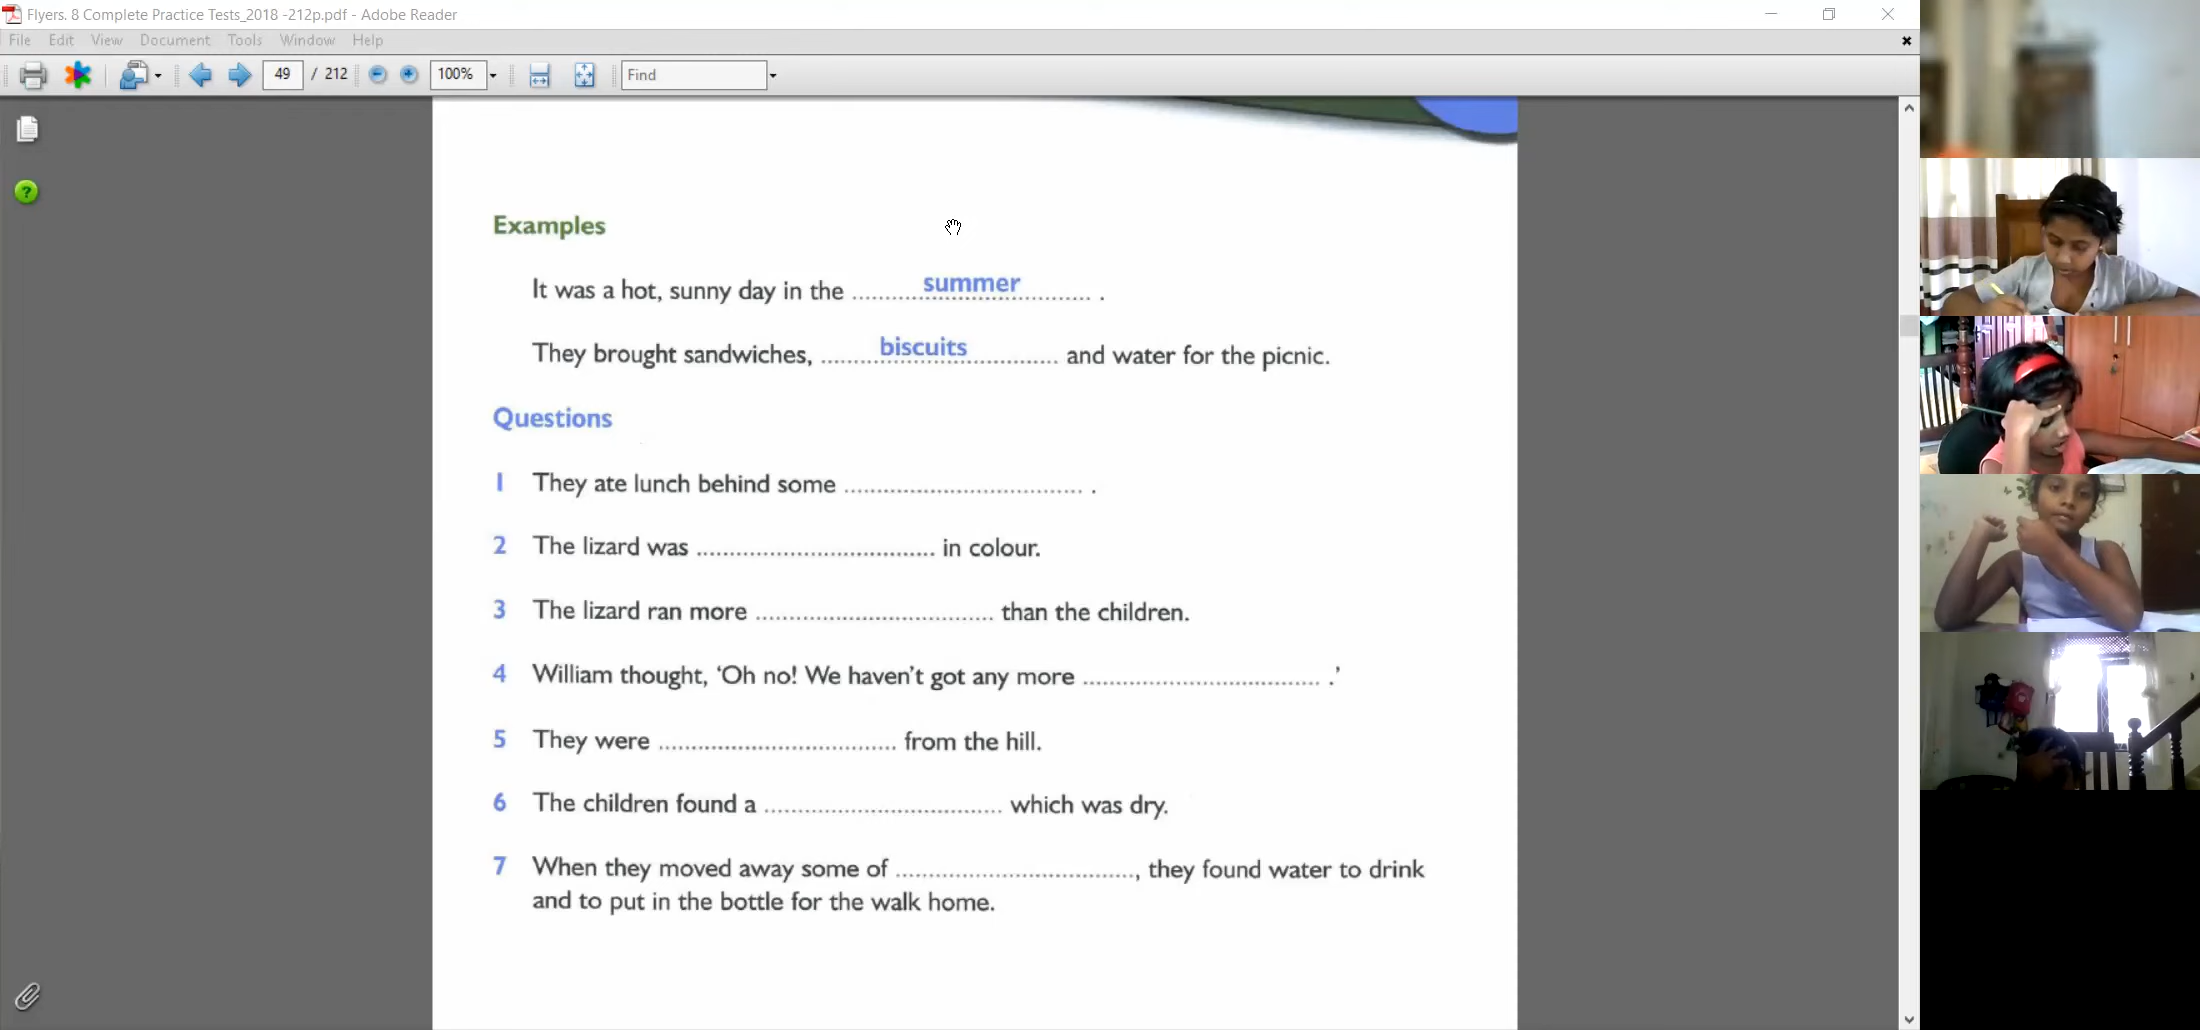 Flyers. 8 Complete Practice Tests_2018 -212p.pdf - Adobe Reader
File Edit View Document Tools Window Help
49 / 212 100% Find
Examples
It was a hot, sunny day in the summer .
They brought sandwiches, biscuits and water for the picnic.
Questions
1 They ate lunch behind some ................................... .
2 The lizard was ................................... in colour.
3 The lizard ran more ................................... than the children.
4 William thought, ‘Oh no! We haven’t got any more ................................... .’
5 They were ................................... from the hill.
6 The children found a ................................... which was dry.
7 When they moved away some of ..................................., they found water to drink
and to put in the bottle for the walk home.